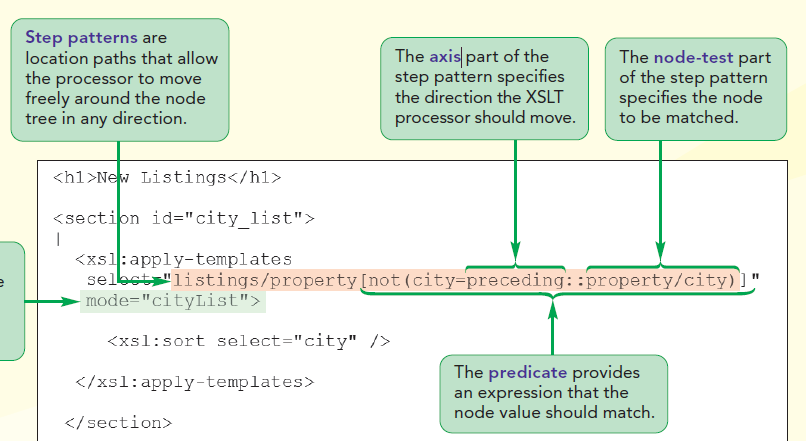 Step patterns are
location paths that allow
the processor to move
freely around the node
tree in any direction.
The axis part of the
step pattern specifies
the direction the XSLT
processor should move.
The node-test part
of the step pattern
specifies the node
to be matched.
<h1>New Listings</h1>
<section id="city_list">
<xsl:apply-templates
select="listings/property[not(city=preceding::property/city)]"
e
mode="cityList">
<xsl:sort select="city" />
</xsl:apply-templates>
</section>
The predicate provides
an expression that the
node value should match.